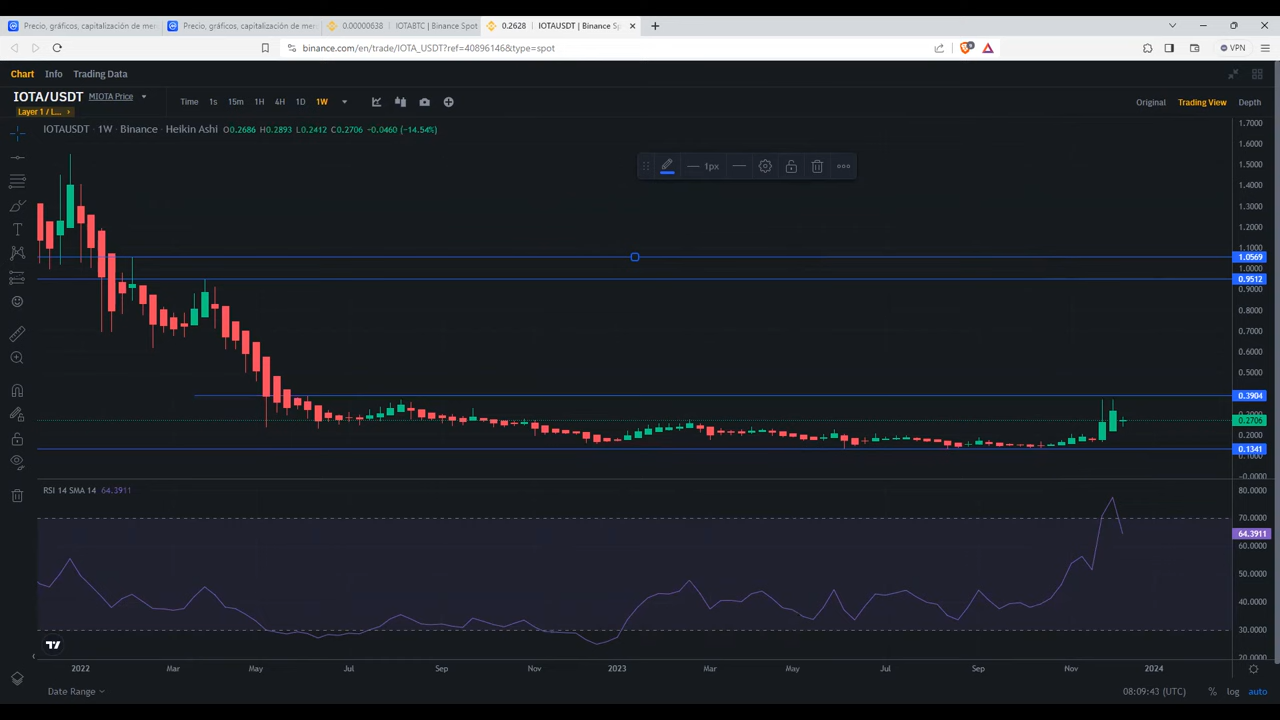 Precio, gráficos, capitalización de mer
Precio, gráficos, capitalización de mer
0.00000638 IOTABTC | Binance Spot
0.2628 IOTAUSDT | Binance S
binance.com/en/trade/IOTA_USDT?ref=40896146&type=spot
VPN
Chart Info Trading Data
IOTA/USDT MIOTA Price
Layer 1 / L...
Time 1s 15m 1H 4H 1D 1W
Original Trading View Depth
IOTAUSDT · 1W · Binance · Heikin Ashi O0.2686 H0.2893 L0.2412 C0.2706 -0.0460 (-14.54%)
1px
1.7000
1.6000
1.5000
1.4000
1.3000
1.2000
1.1000
1.0569
1.0000
0.9512
0.9000
0.8000
0.7000
0.6000
0.5000
0.3904
0.2706
0.2000
0.1341
-0.0000
RSI 14 SMA 14 64.3911
80.0000
70.0000
64.3911
60.0000
50.0000
40.0000
30.0000
20.0000
2022 Mar May Jul Sep Nov 2023 Mar May Jul Sep Nov 2024
Date Range
08:09:43 (UTC) % log auto